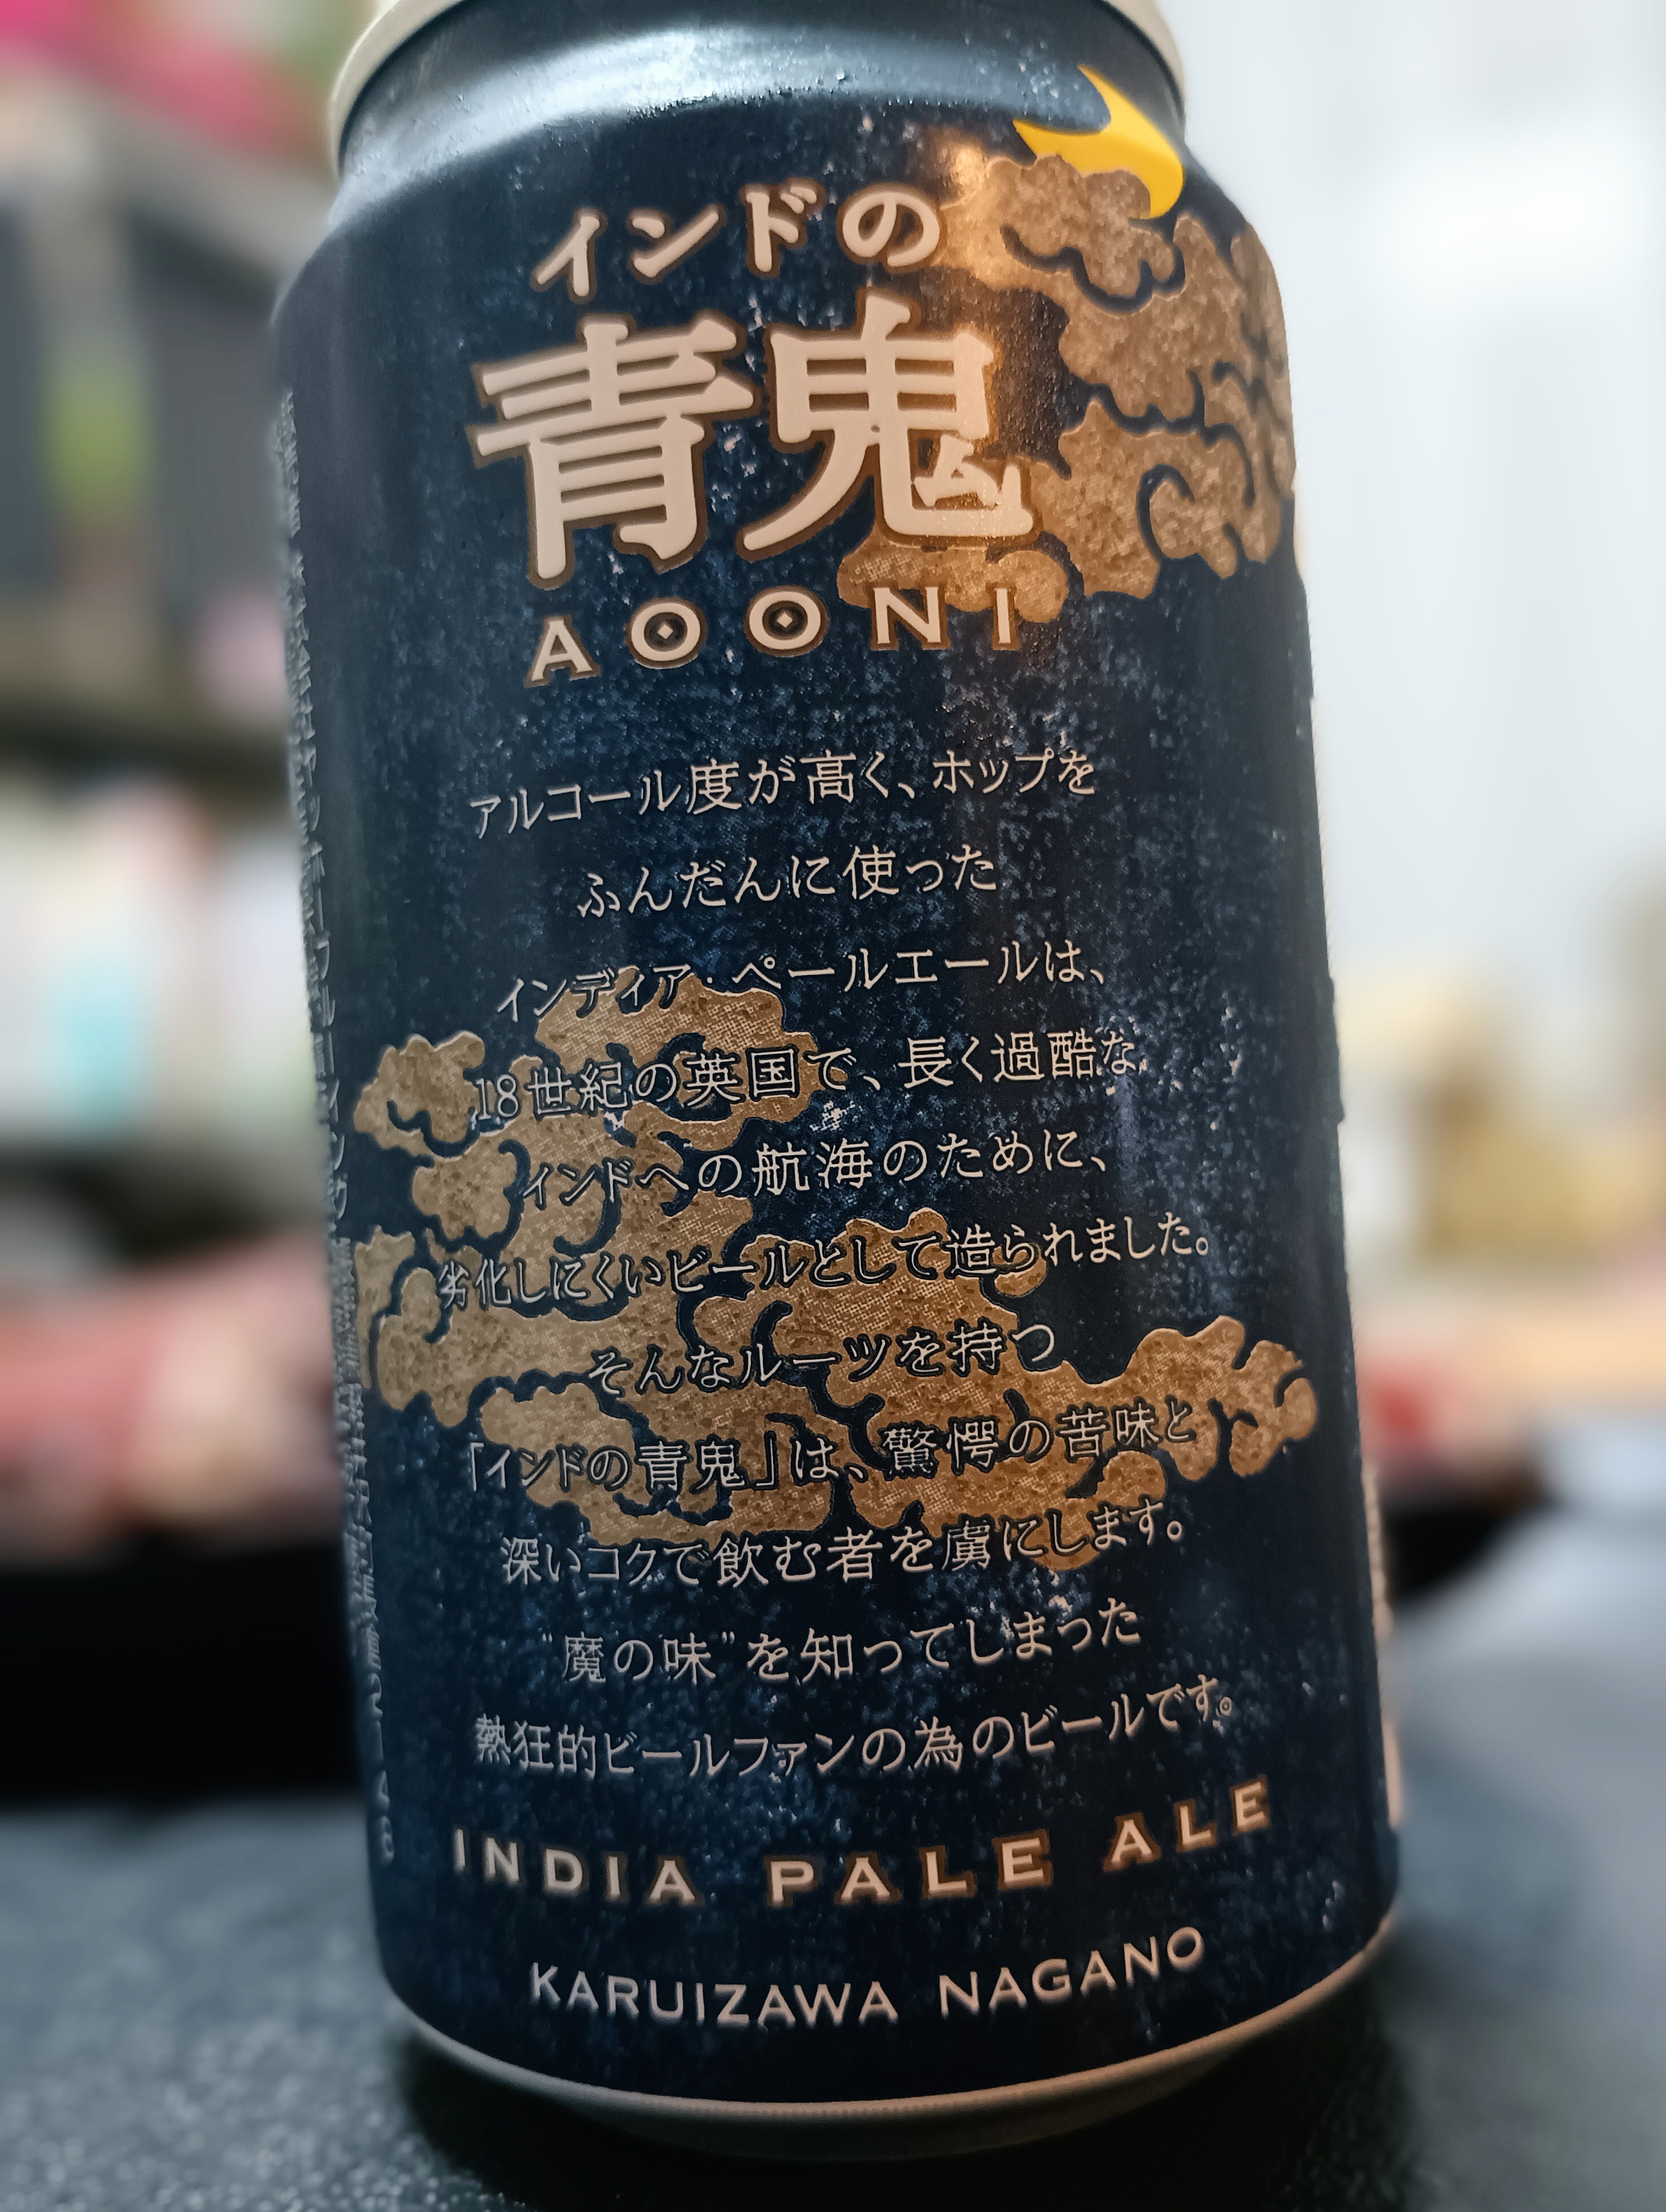 インドの
青鬼
AOONI
アルコール度が高く、ホップを
ふんだんに使った
インディア・ペールエールは、
18世紀の英国で、長く過酷な
インドへの航海のために、
劣化しにくいビールとして造られました。
そんなルーツを持つ
「インドの青鬼」は、驚愕の苦味と
深いコクで飲む者を虜にします。
"魔の味"を知ってしまった
熱狂的ビールファンの為のビールです。
INDIA PALE ALE
KARUIZAWA NAGANO